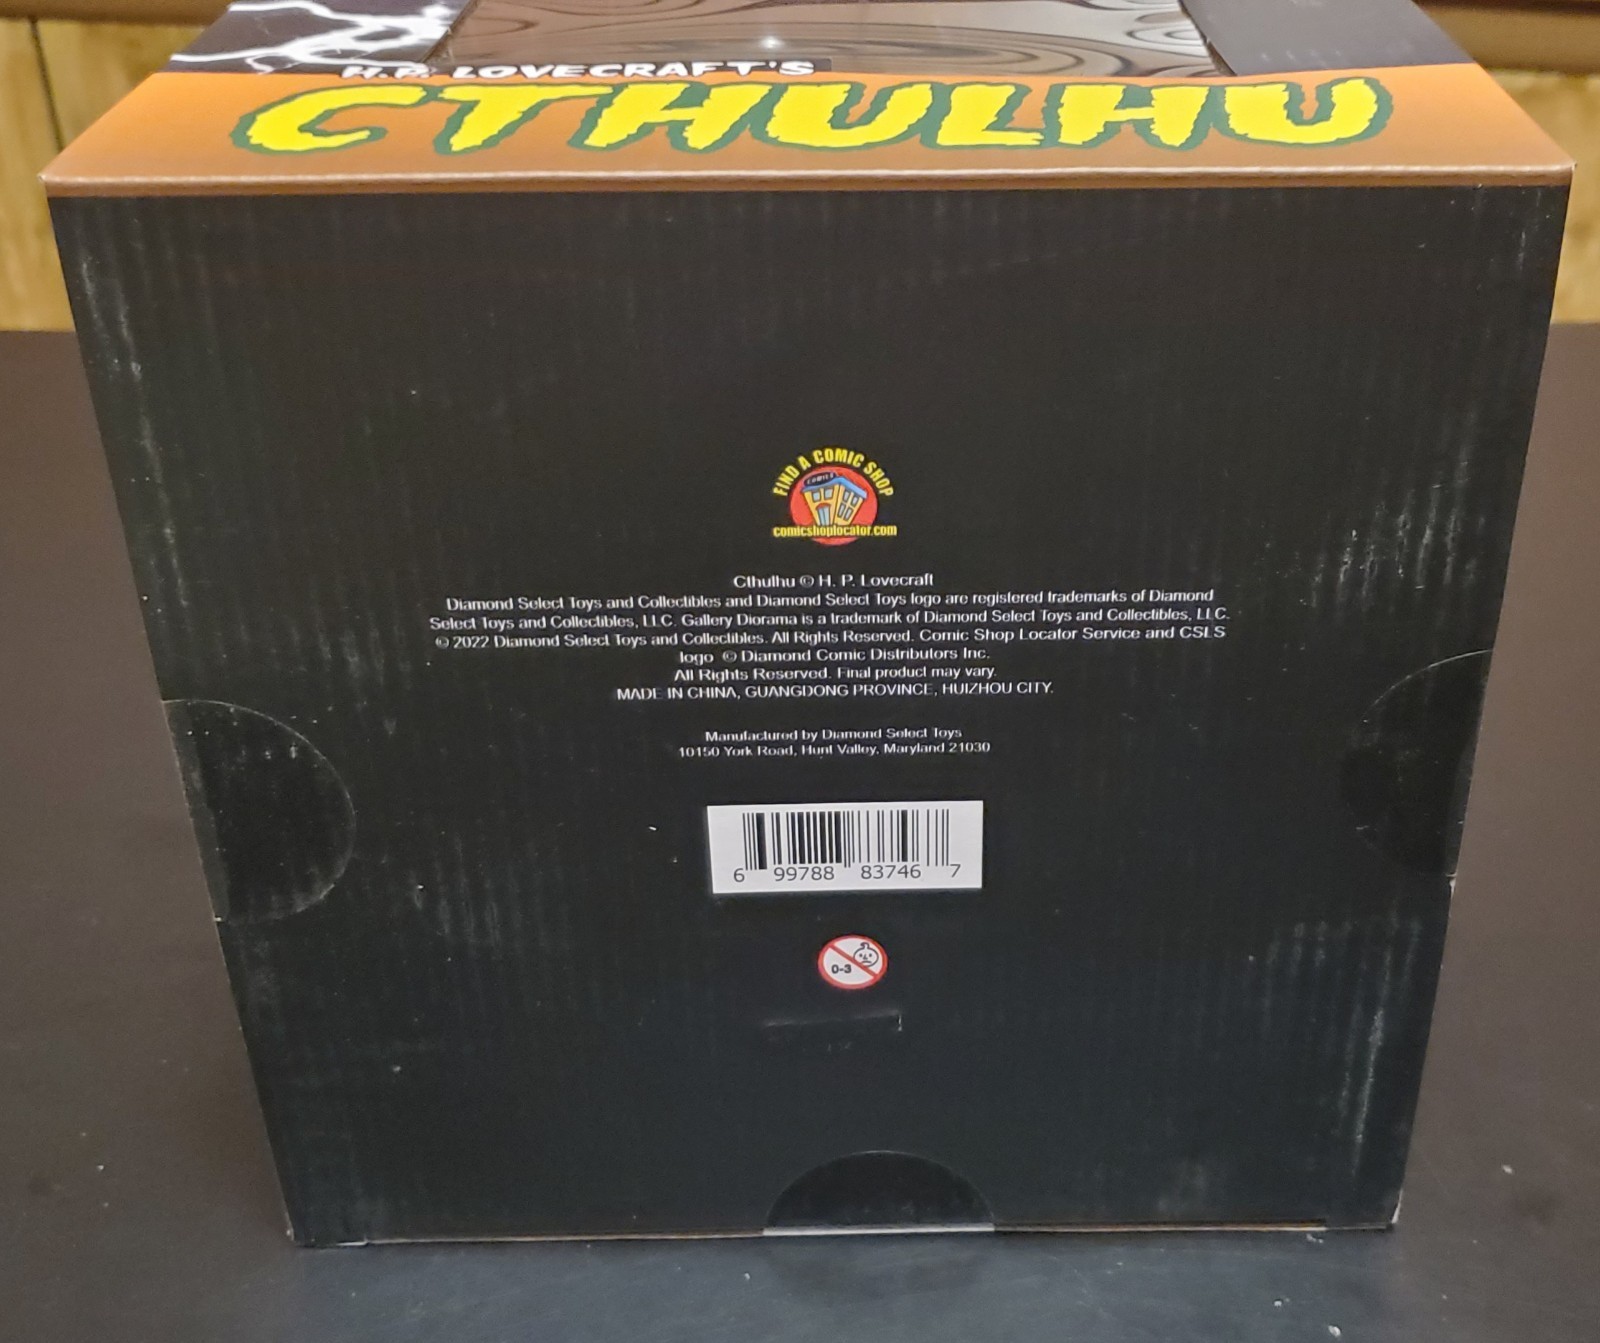 H.P. LOVECRAFT'S
CTHULHU
FIND A COMIC SHOP
COMICS
comicshoplocator.com
Cthulhu © H. P. Lovecraft
Diamond Select Toys and Collectibles and Diamond Select Toys logo are registered trademarks of Diamond
Select Toys and Collectibles, LLC. Gallery Diorama is a trademark of Diamond Select Toys and Collectibles, LLC.
© 2022 Diamond Select Toys and Collectibles. All Rights Reserved. Comic Shop Locator Service and CSLS
logo © Diamond Comic Distributors Inc.
All Rights Reserved. Final product may vary.
MADE IN CHINA, GUANGDONG PROVINCE, HUIZHOU CITY.
Manufactured by Diamond Select Toys
10150 York Road, Hunt Valley, Maryland 21030
6 99788 83746 7
0-3